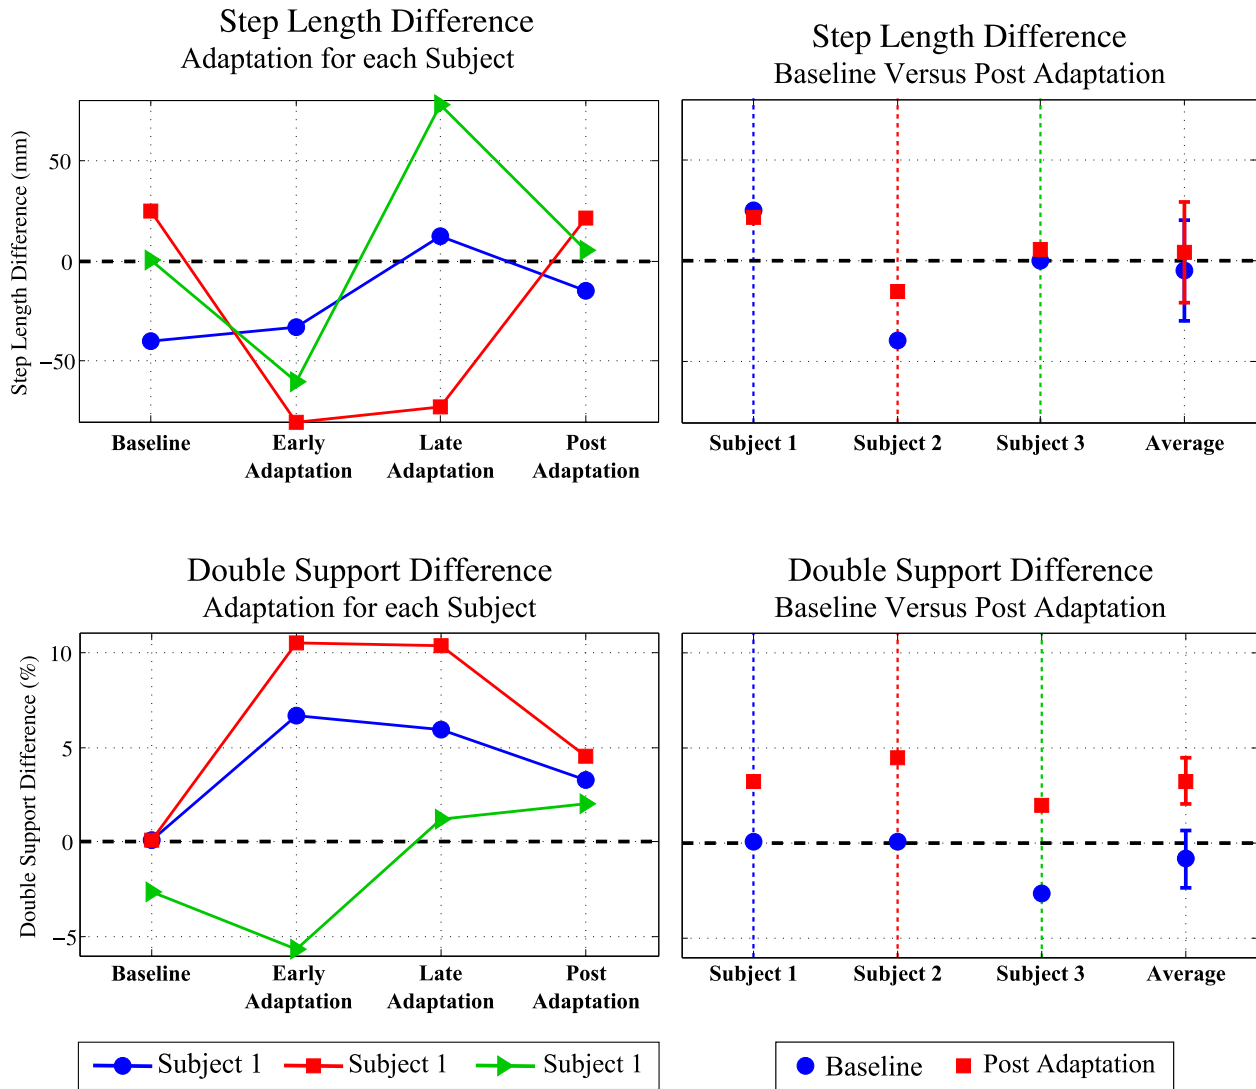 Step Length Difference
Adaptation for each Subject
Step Length Difference (mm)
50
0
−50
Baseline
Early
Adaptation
Late
Adaptation
Post
Adaptation
Step Length Difference
Baseline Versus Post Adaptation
Subject 1
Subject 2
Subject 3
Average
Double Support Difference
Adaptation for each Subject
Double Support Difference (%)
10
5
0
−5
Baseline
Early
Adaptation
Late
Adaptation
Post
Adaptation
Double Support Difference
Baseline Versus Post Adaptation
Subject 1
Subject 2
Subject 3
Average
Subject 1
Subject 1
Subject 1
Baseline
Post Adaptation